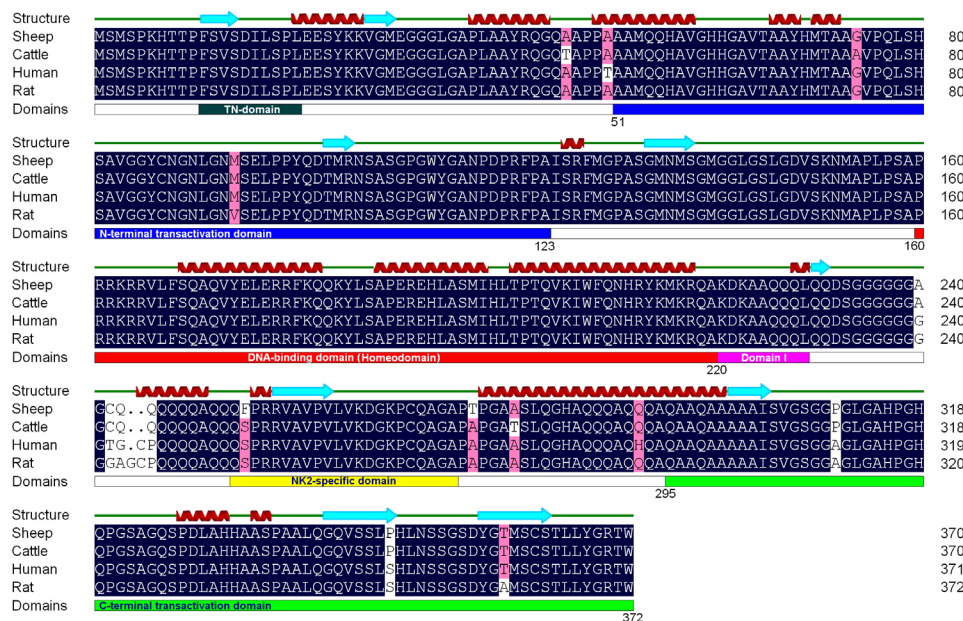 Structure
Sheep MSMSPKHTTPFSVSDILSPLEESYKKVGMEGGGLGAPLAAYRQGQAAPPAAAMQQHAVGHHGAVTAAYHMTAAGVPQLSH 80
Cattle MSMSPKHTTPFSVSDILSPLEESYKKVGMEGGGLGAPLAAYRQGQTAPPAAAMQQHAVGHHGAVTAAYHMTAAAVPQLSH 80
Human MSMSPKHTTPFSVSDILSPLEESYKKVGMEGGGLGAPLAAYRQGQAAPPTAAMQQHAVGHHGAVTAAYHMTAAGVPQLSH 80
Rat MSMSPKHTTPFSVSDILSPLEESYKKVGMEGGGLGAPLAAYRQGQAAPPAAAMQQHAVGHHGAVTAAYHMTAAGVPQLSH 80
Domains TN-domain
51
Structure
Sheep SAVGGYCNGNLGNMSELPPYQDTMRNSASGPGWYGANPDPRFPAISRFMGPASGMNMSGMGGLGSLGDVSKNMAPLPSAP 160
Cattle SAVGGYCNGNLGNMSELPPYQDTMRNSASGPGWYGANPDPRFPAISRFMGPASGMNMSGMGGLGSLGDVSKNMAPLPSAP 160
Human SAVGGYCNGNLGNMSELPPYQDTMRNSASGPGWYGANPDPRFPAISRFMGPASGMNMSGMGGLGSLGDVSKNMAPLPSAP 160
Rat SAVGGYCNGNLGNVSELPPYQDTMRNSASGPGWYGANPDPRFPAISRFMGPASGMNMSGMGGLGSLGDVSKNMAPLPSAP 160
Domains N-terminal transactivation domain
123 160
Structure
Sheep RRKRRVLFSQAQVYELERRFKQQKYLSAPEREHLASMIHLTPTQVKIWFQNHRYKMKRQAKDKAAQQQLQQDSGGGGGGA 240
Cattle RRKRRVLFSQAQVYELERRFKQQKYLSAPEREHLASMIHLTPTQVKIWFQNHRYKMKRQAKDKAAQQQLQQDSGGGGGGG 240
Human RRKRRVLFSQAQVYELERRFKQQKYLSAPEREHLASMIHLTPTQVKIWFQNHRYKMKRQAKDKAAQQQLQQDSGGGGGGG 240
Rat RRKRRVLFSQAQVYELERRFKQQKYLSAPEREHLASMIHLTPTQVKIWFQNHRYKMKRQAKDKAAQQQLQQDSGGGGGGG 240
Domains DNA-binding domain (Homeodomain) Domain I
220
Structure
Sheep GCQ..QQQQQAQQQFPRRVAVPVLVKDGKPCQAGAPTPGAASLQGHAQQQAQQQAQAAQAAAAAISVGSGGPGLGAHPGH 318
Cattle GCQ..QQQQQAQQQSPRRVAVPVLVKDGKPCQAGAPAPGATSLQGHAQQQAQQQAQAAQAAAAAISVGSGGPGLGAHPGH 318
Human GTG.CPQQQQAQQQSPRRVAVPVLVKDGKPCQAGAPAPGAASLQGHAQQQAQHQAQAAQAAAAAISVGSGGAGLGAHPGH 319
Rat GGAGCPQQQQAQQQSPRRVAVPVLVKDGKPCQAGAPAPGAASLQGHAQQQAQQQAQAAQAAAAAISVGSGGAGLGAHPGH 320
Domains NK2-specific domain
295
Structure
Sheep QPGSAGQSPDLAHHAASPAALQGQVSSLPHLNSSGSDYGTMSCSTLLYGRTW 370
Cattle QPGSAGQSPDLAHHAASPAALQGQVSSLPHLNSSGSDYGTMSCSTLLYGRTW 370
Human QPGSAGQSPDLAHHAASPAALQGQVSSLSHLNSSGSDYGTMSCSTLLYGRTW 371
Rat QPGSAGQSPDLAHHAASPAALQGQVSSLSHLNSSGSDYGAMSCSTLLYGRTW 372
Domains C-terminal transactivation domain
372